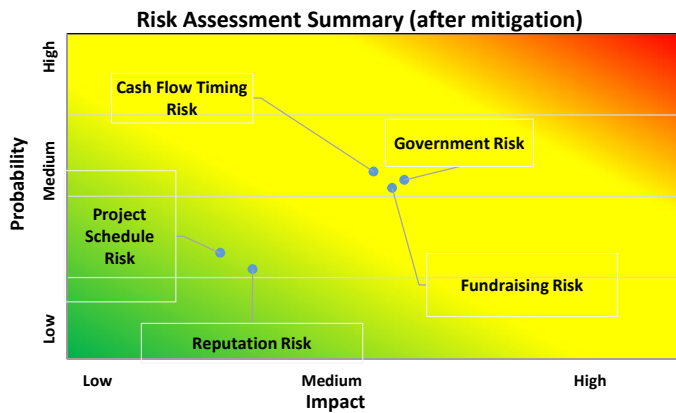 Risk Assessment Summary (after mitigation)
High
Medium
Low
Probability
Cash Flow Timing
Risk
Government Risk
Project
Schedule
Risk
Fundraising Risk
Reputation Risk
Low
Medium
High
Impact